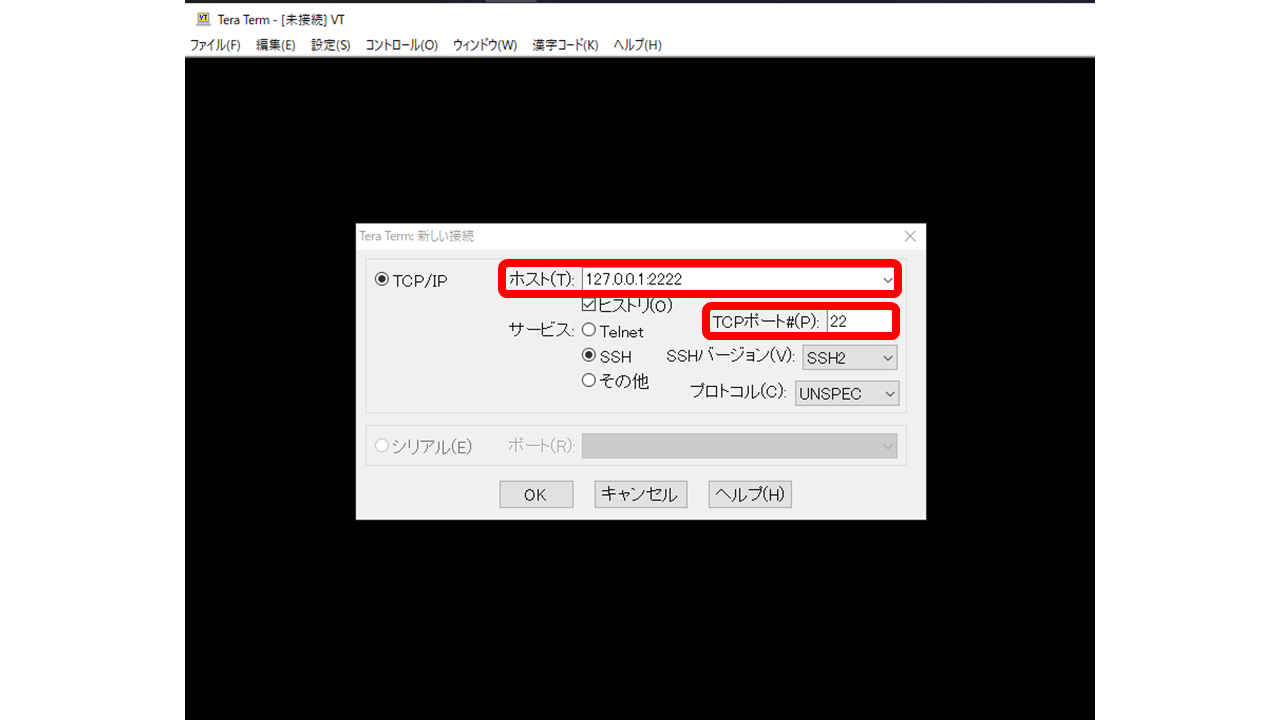 Tera Term - [未接続] VT
ファイル(F) 編集(E) 設定(S) コントロール(O) ウィンドウ(W) 漢字コード(K) ヘルプ(H)
Tera Term: 新しい接続
TCP/IP ホスト(T): 127.0.0.1:2222
ヒストリ(O)
サービス: Telnet TCPポート#(P): 22
SSH SSHバージョン(V): SSH2
その他 プロトコル(C): UNSPEC
シリアル(E) ポート(R):
OK キャンセル ヘルプ(H)